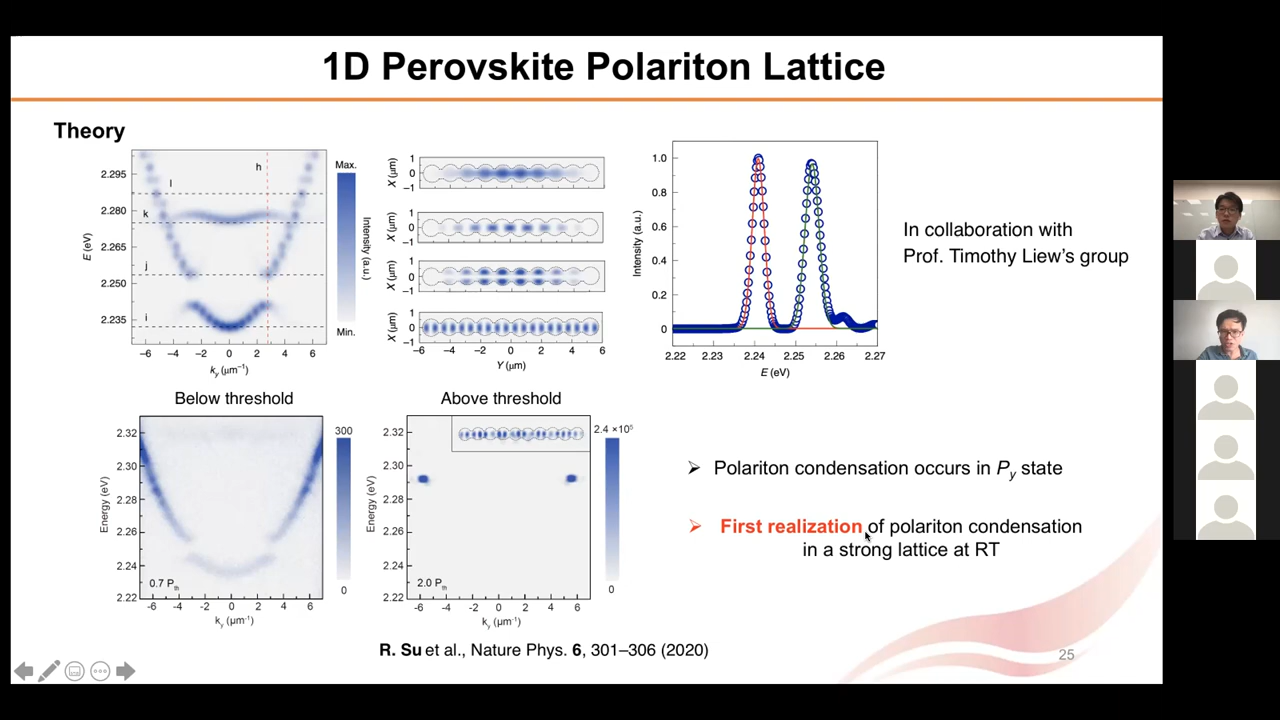 1D Perovskite Polariton Lattice
Theory
2.295
2.280
2.265
2.250
2.235
E (eV)
h
l
k
j
i
−6 −4 −2 0 2 4 6
ky (μm⁻¹)
Max.
Intensity (a.u.)
Min.
X (μm)
1
0
−1
X (μm)
1
0
−1
X (μm)
1
0
−1
X (μm)
1
0
−1
−6 −4 −2 0 2 4 6
Y (μm)
Intensity (a.u.)
1.0
0.8
0.6
0.4
0.2
0
2.22 2.23 2.24 2.25 2.26 2.27
E (eV)
In collaboration with
Prof. Timothy Liew's group
Below threshold
Energy (eV)
2.32
2.30
2.28
2.26
2.24
2.22
0.7 Pth
-6 -4 -2 0 2 4 6
ky (μm⁻¹)
300
0
Above threshold
Energy (eV)
2.32
2.30
2.28
2.26
2.24
2.22
2.0 Pth
-6 -4 -2 0 2 4 6
ky (μm⁻¹)
2.4 ×10⁵
0
➢ Polariton condensation occurs in Py state
➢ First realization of polariton condensation
in a strong lattice at RT
R. Su et al., Nature Phys. 6, 301–306 (2020)
25